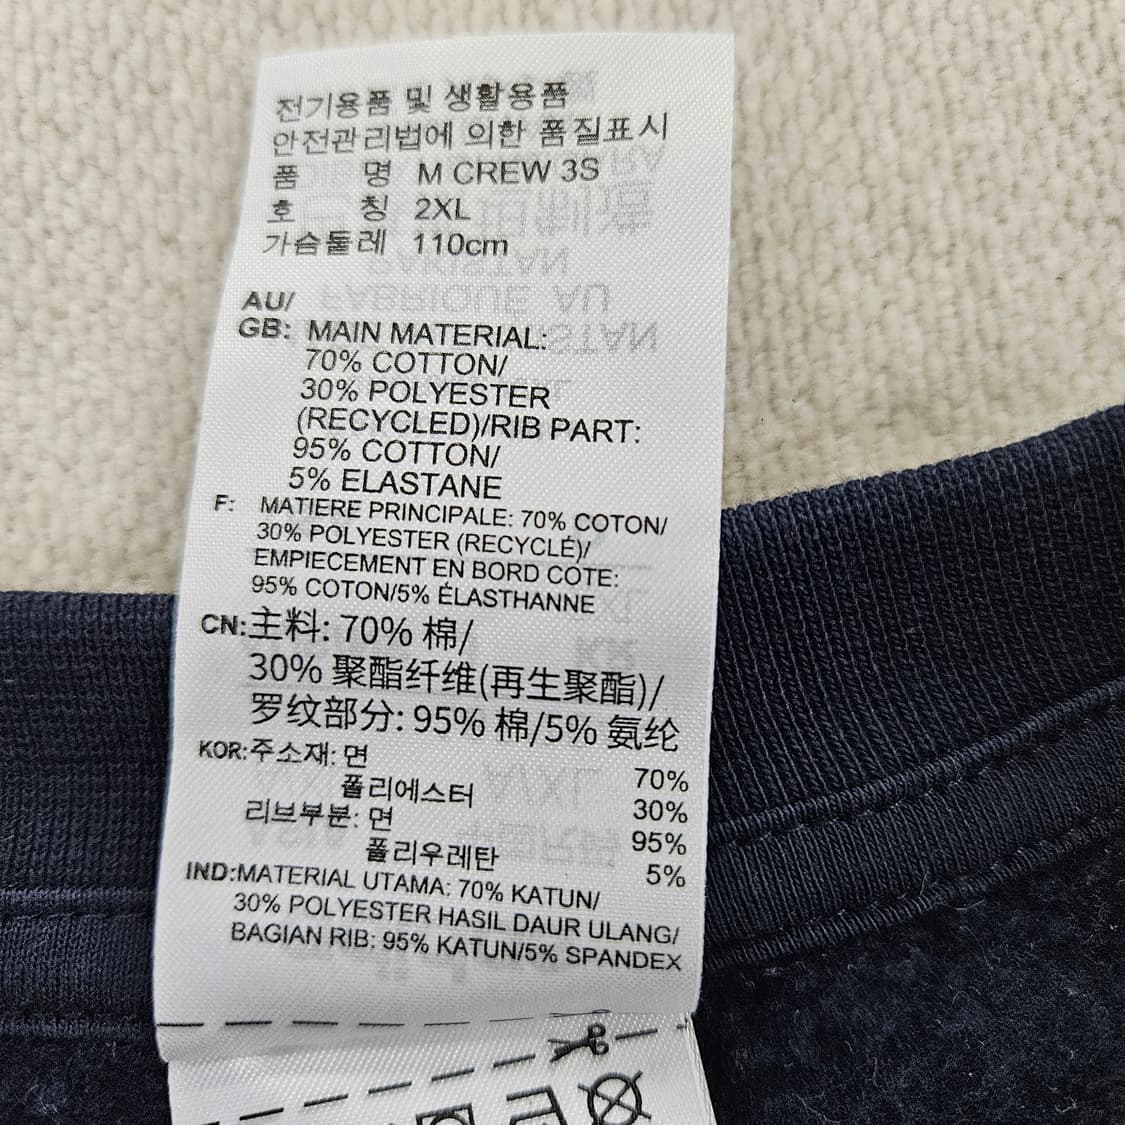 전기용품 및 생활용품
안전관리법에 의한 품질표시
품 명 M CREW 3S
호 칭 2XL
가슴둘레 110cm
AU/
GB: MAIN MATERIAL:
70% COTTON/
30% POLYESTER
(RECYCLED)/RIB PART:
95% COTTON/
5% ELASTANE
F: MATIERE PRINCIPALE: 70% COTON/
30% POLYESTER (RECYCLÉ)/
EMPIECEMENT EN BORD COTE:
95% COTON/5% ÉLASTHANNE
CN:主料: 70% 棉/
30% 聚酯纤维(再生聚酯)/
罗纹部分: 95% 棉/5% 氨纶
KOR:주소재: 면 70%
폴리에스터 30%
리브부분: 면 95%
폴리우레탄 5%
IND:MATERIAL UTAMA: 70% KATUN/
30% POLYESTER HASIL DAUR ULANG/
BAGIAN RIB: 95% KATUN/5% SPANDEX